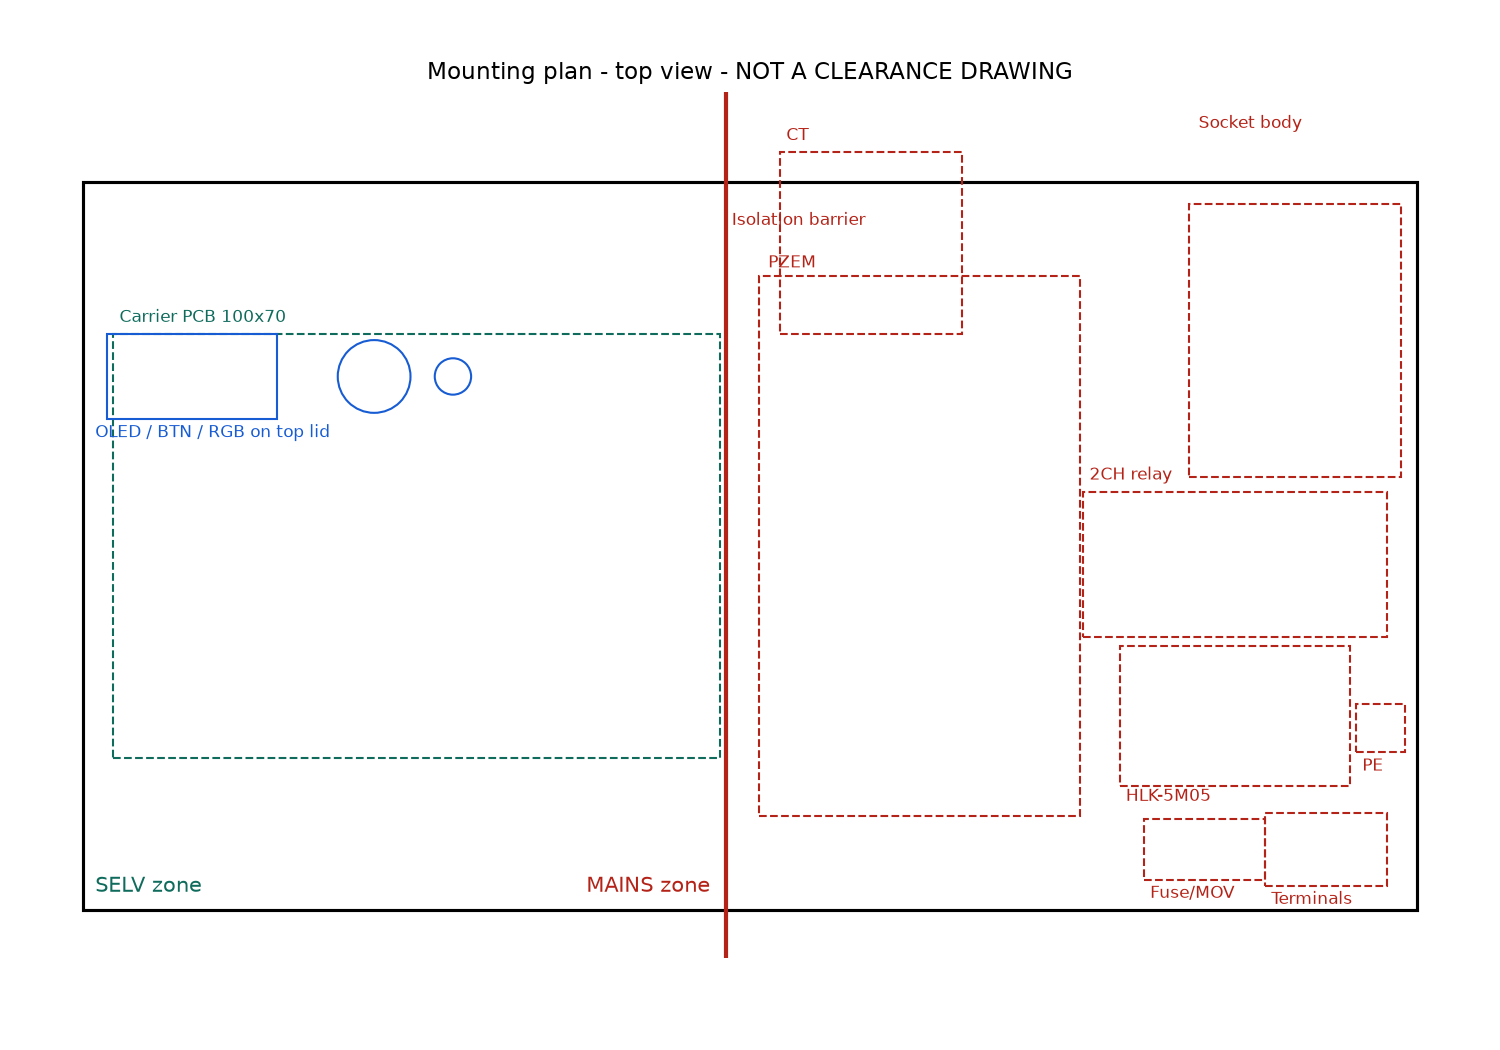 Mounting plan - top view - NOT A CLEARANCE DRAWING
Socket body
CT
Isolation barrier
PZEM
Carrier PCB 100x70
OLED / BTN / RGB on top lid
2CH relay
PE
HLK-5M05
SELV zone
MAINS zone
Fuse/MOV
Terminals